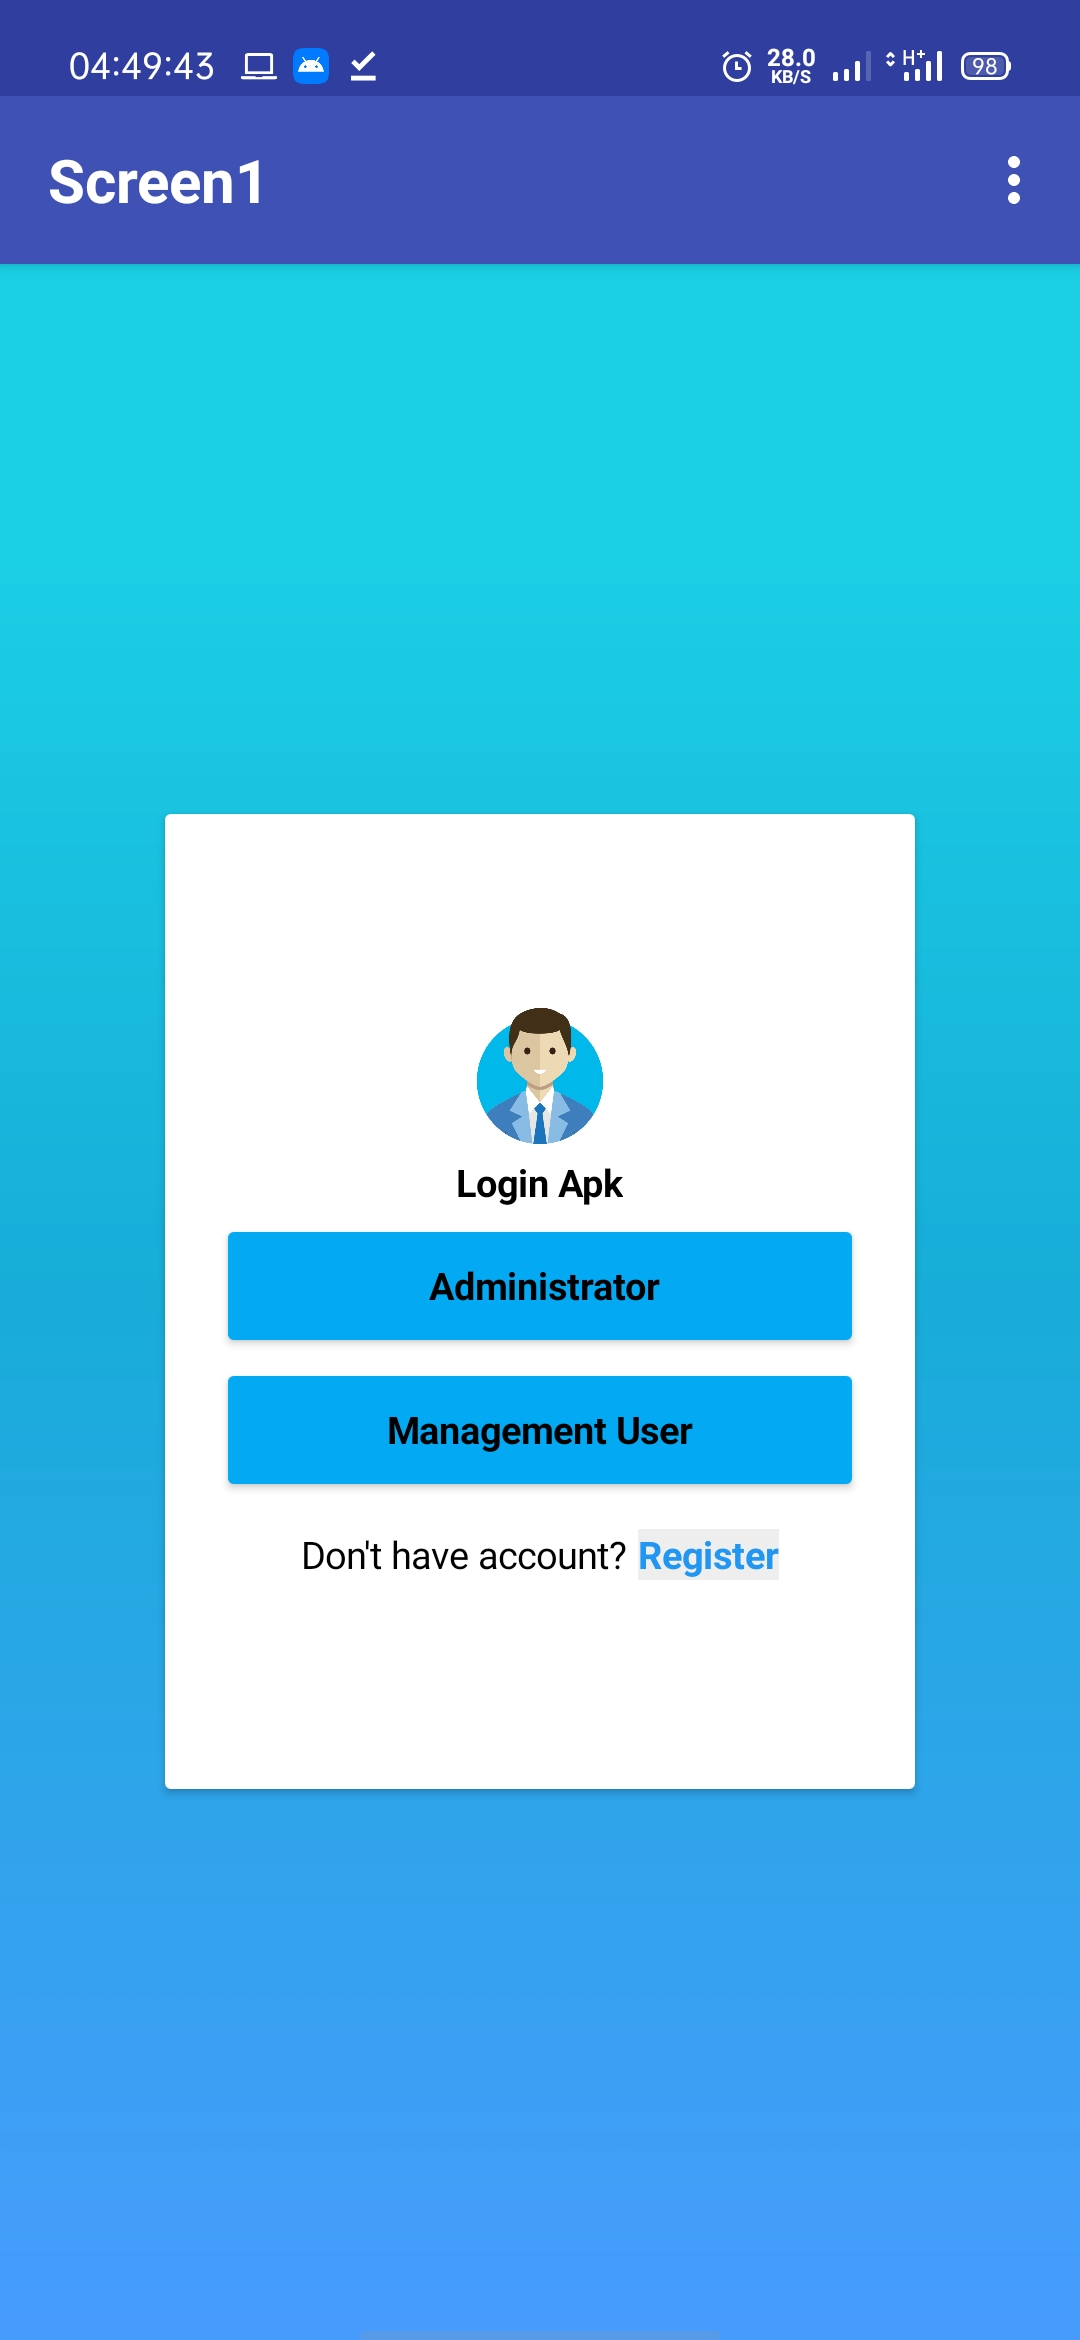 04:49:43 28.0 KB/S H+ 98
Screen1
Login Apk
Administrator
Management User
Don't have account? Register